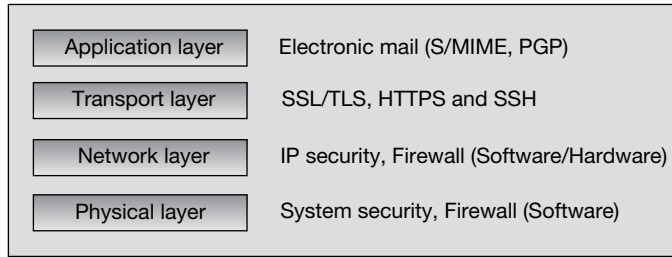 Application layer Electronic mail (S/MIME, PGP)
Transport layer SSL/TLS, HTTPS and SSH
Network layer IP security, Firewall (Software/Hardware)
Physical layer System security, Firewall (Software)